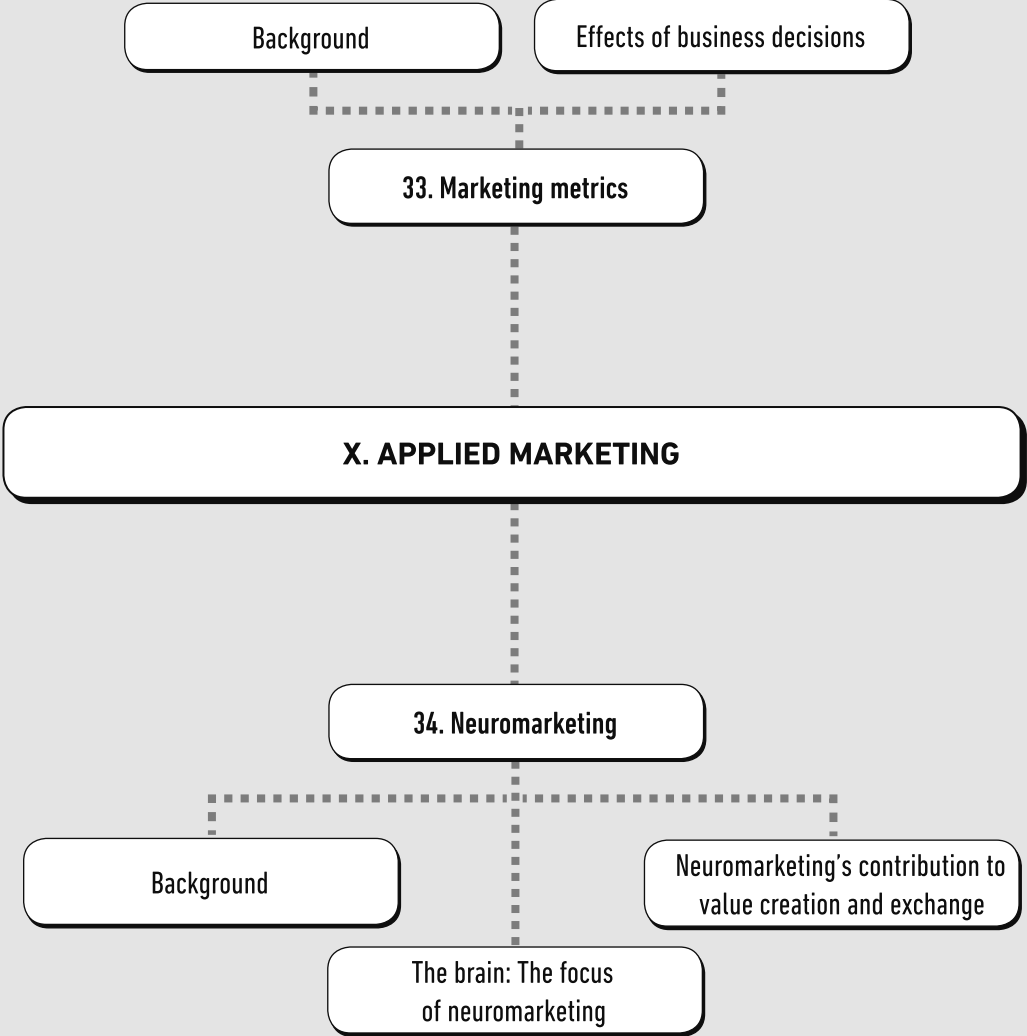 Background
Effects of business decisions
33. Marketing metrics
X. APPLIED MARKETING
34. Neuromarketing
Background
Neuromarketing's contribution to
value creation and exchange
The brain: The focus
of neuromarketing